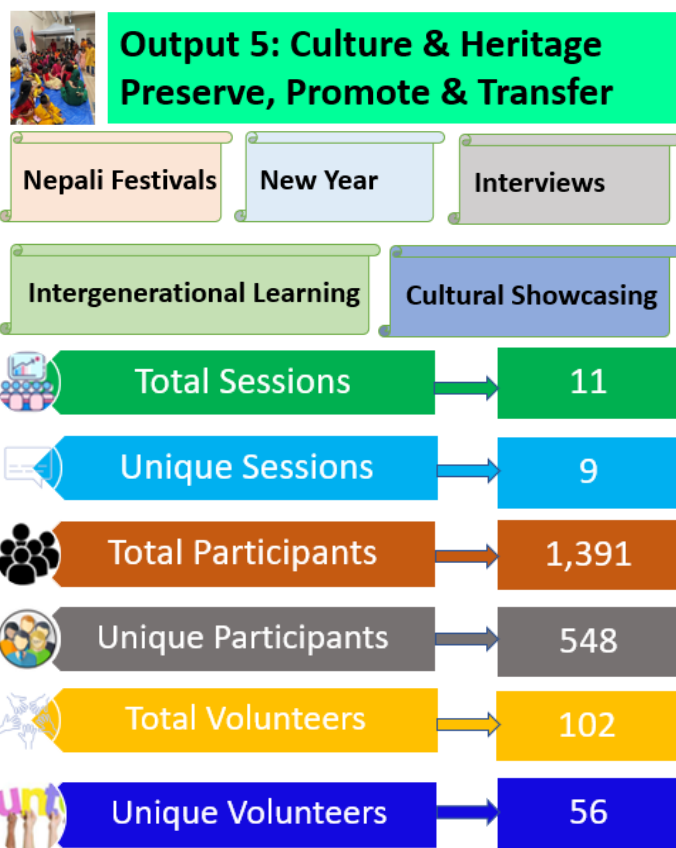 Output 5: Culture & Heritage
Preserve, Promote & Transfer
Nepali Festivals
New Year
Interviews
Intergenerational Learning
Cultural Showcasing
Total Sessions
11
Unique Sessions
9
Total Participants
1,391
Unique Participants
548
Total Volunteers
102
Unique Volunteers
56